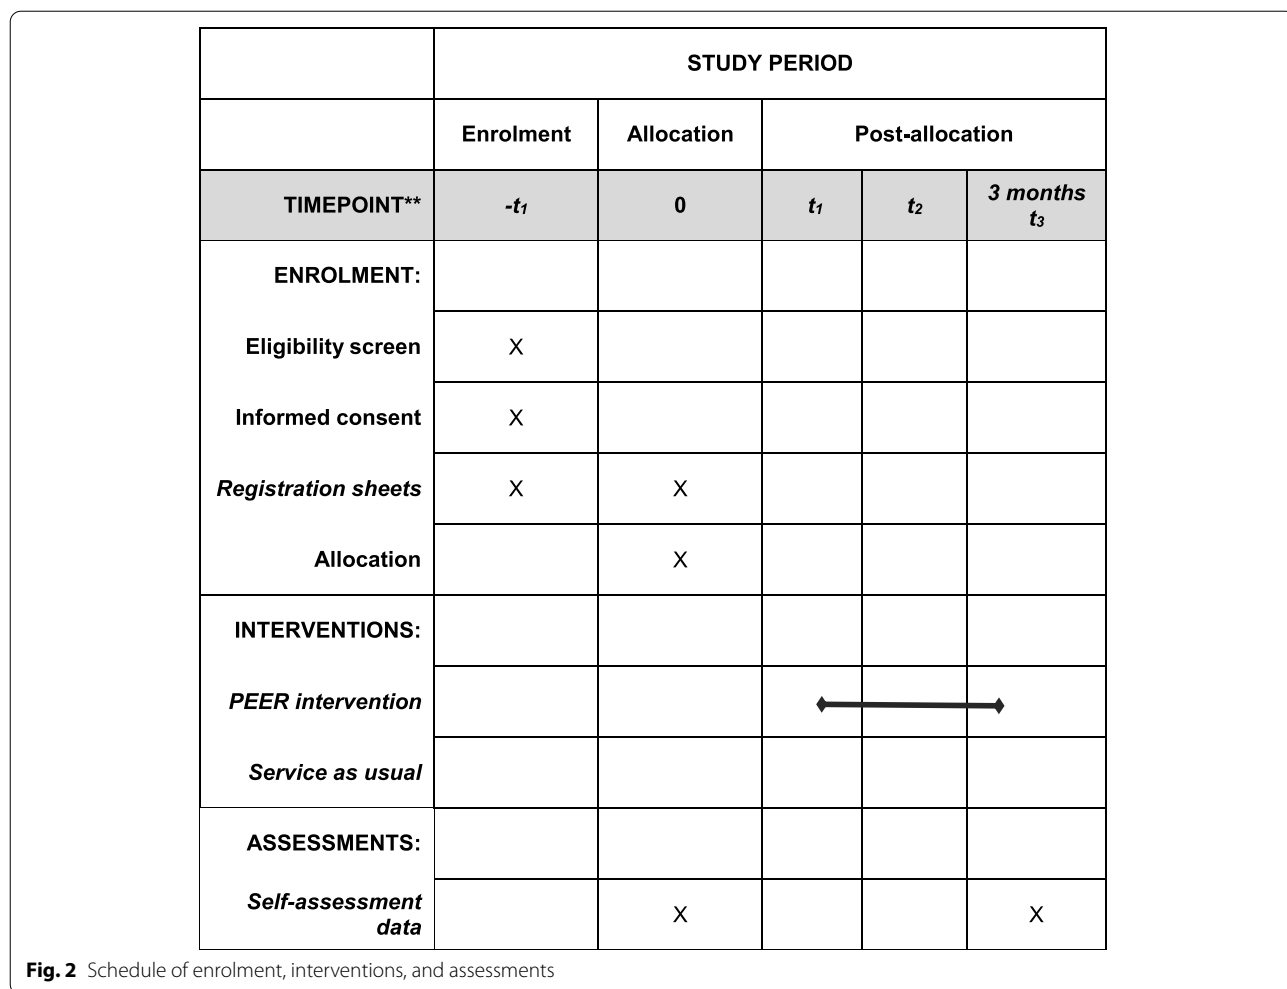 STUDY PERIOD
Enrolment Allocation Post-allocation
TIMEPOINT** -t1 0 t1 t2 3 months
t3
ENROLMENT:
Eligibility screen X
Informed consent X
Registration sheets X X
Allocation X
INTERVENTIONS:
PEER intervention
Service as usual
ASSESSMENTS:
Self-assessment
data X X
Fig. 2 Schedule of enrolment, interventions, and assessments